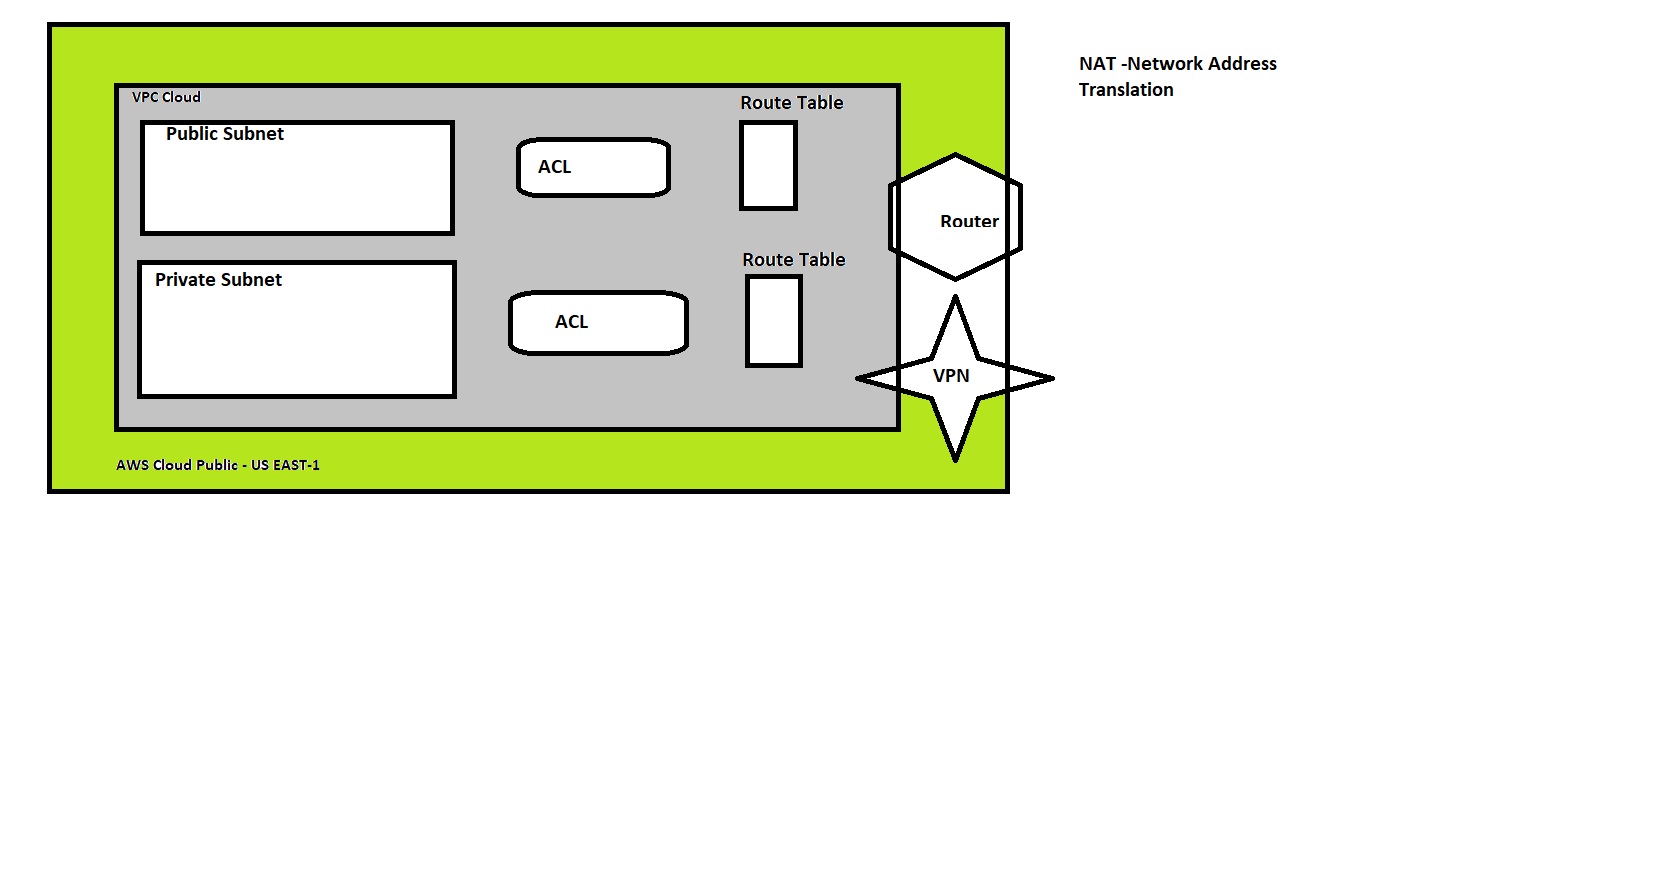 NAT -Network Address
Translation
VPC Cloud
Route Table
Public Subnet
ACL
Router
Route Table
Private Subnet
ACL
VPN
AWS Cloud Public - US EAST-1